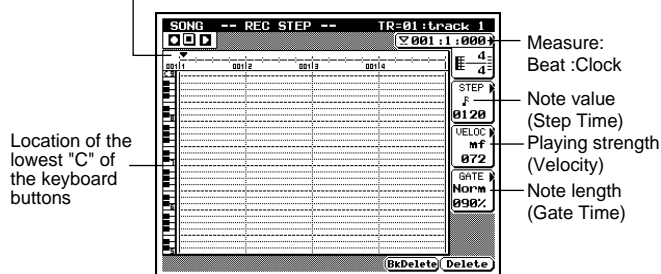 SONG -- REC STEP -- TR=01:track 1
001:1:000
Measure:
Beat :Clock
001|1 001|2 001|3 001|4
4
4
STEP
0120
Note value
(Step Time)
VELOC
mf
072
Playing strength
(Velocity)
Location of the
lowest "C" of
the keyboard
buttons
GATE
Norm
090%
Note length
(Gate Time)
BkDelete Delete